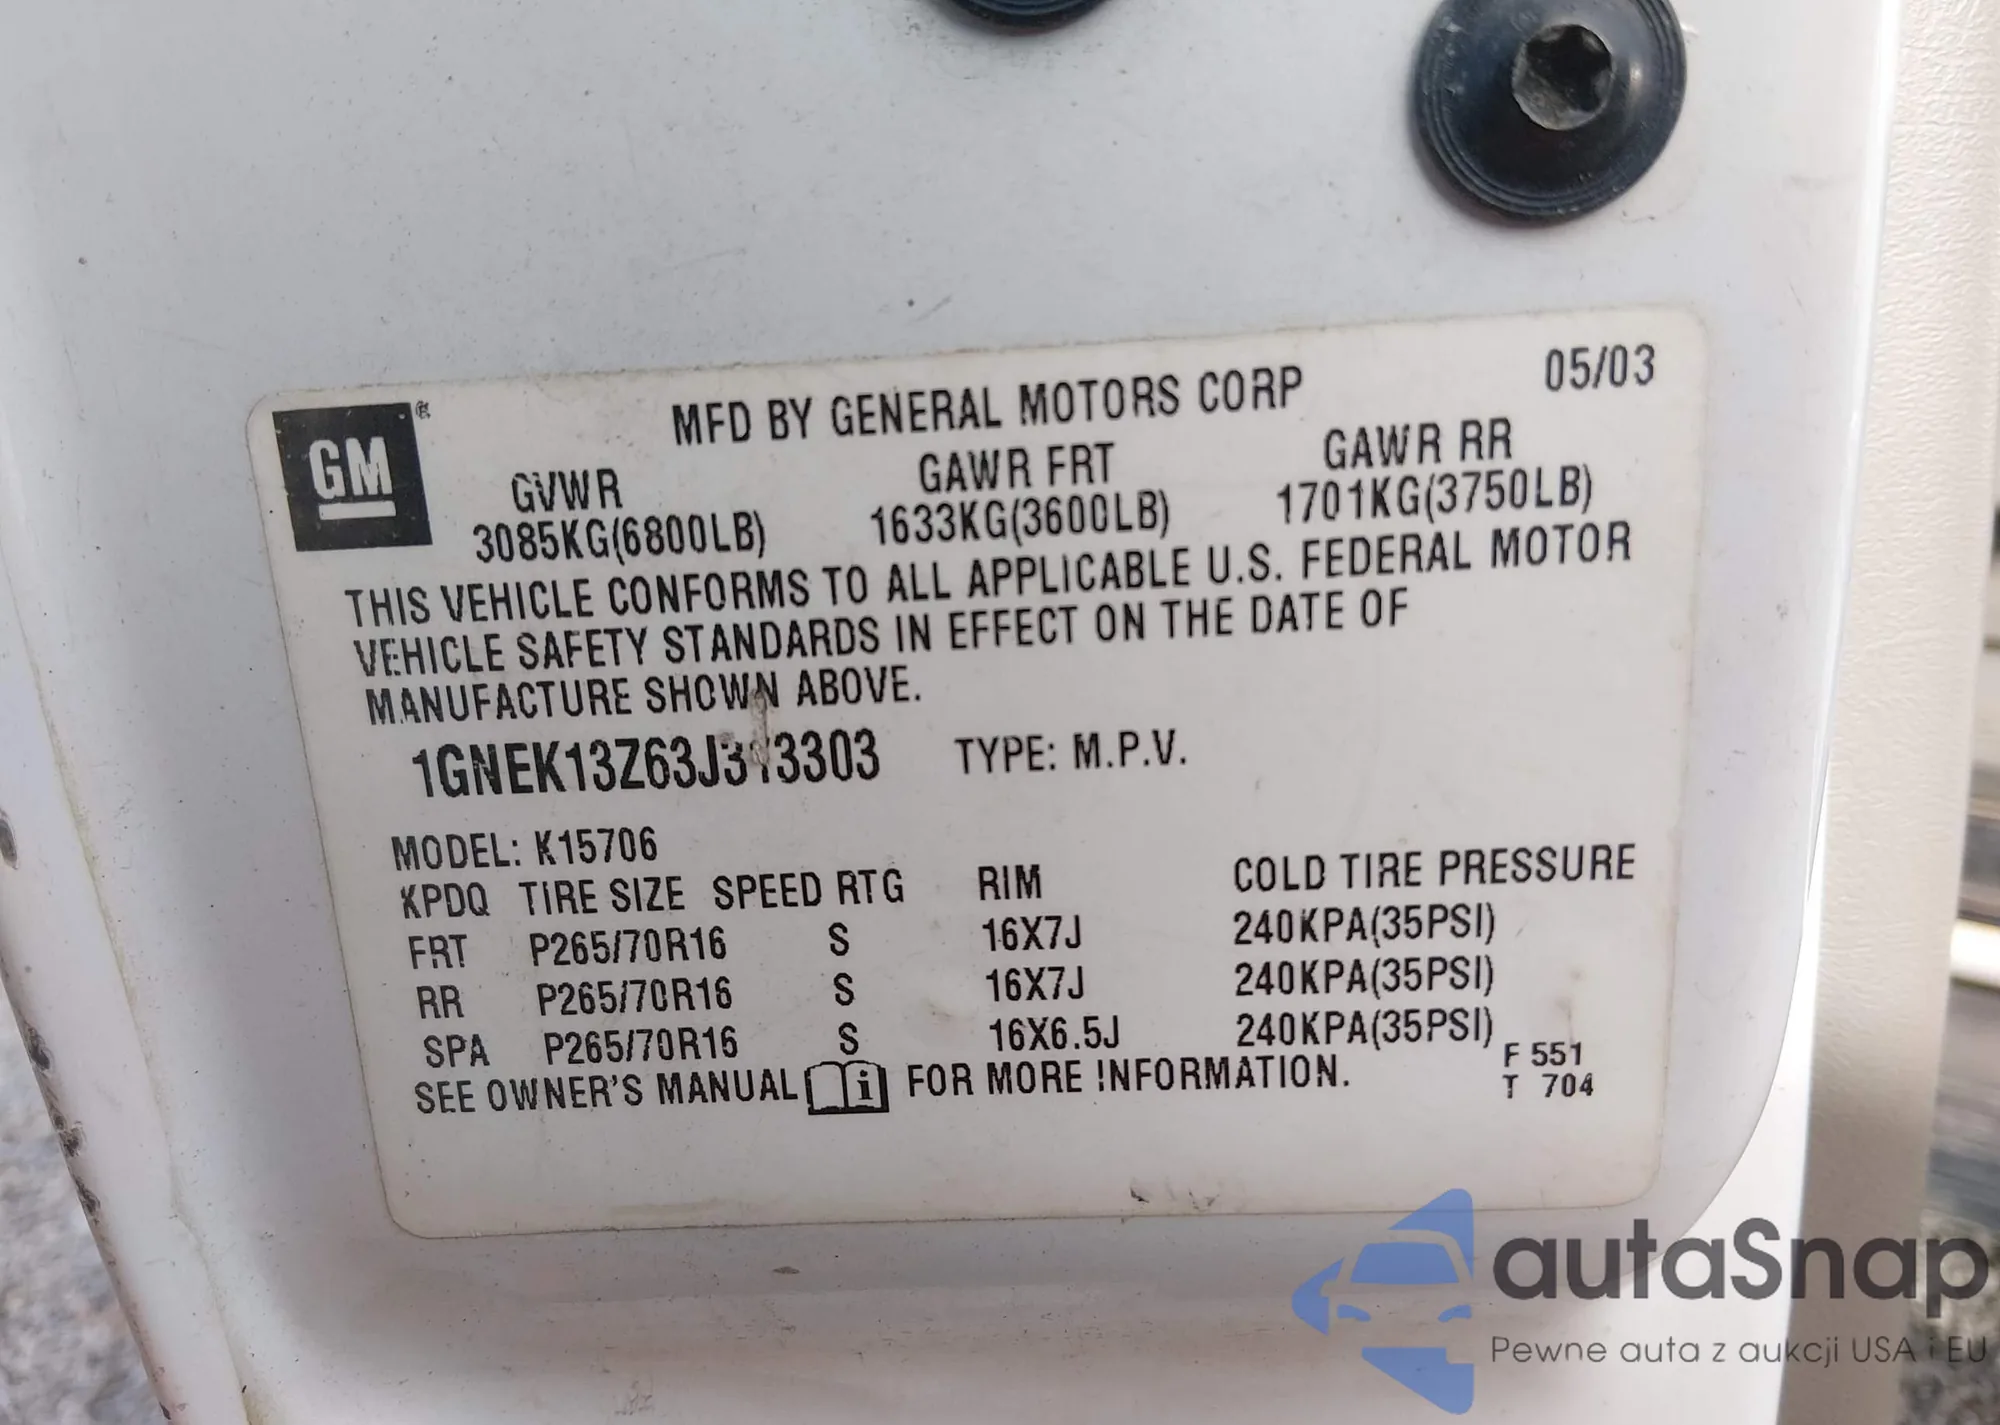 05/03
GM®
MFD BY GENERAL MOTORS CORP
GVWR GAWR FRT GAWR RR
3085KG(6800LB) 1633KG(3600LB) 1701KG(3750LB)
THIS VEHICLE CONFORMS TO ALL APPLICABLE U.S. FEDERAL MOTOR
VEHICLE SAFETY STANDARDS IN EFFECT ON THE DATE OF
MANUFACTURE SHOWN ABOVE.
1GNEK13Z63J313303 TYPE: M.P.V.
MODEL: K15706
KPDQ TIRE SIZE SPEED RTG RIM COLD TIRE PRESSURE
FRT P265/70R16 S 16X7J 240KPA(35PSI)
RR P265/70R16 S 16X7J 240KPA(35PSI)
SPA P265/70R16 S 16X6.5J 240KPA(35PSI)
SEE OWNER'S MANUAL i FOR MORE INFORMATION.
F 551
T 704
autaSnap
Pewne auta z aukcji USA i EU